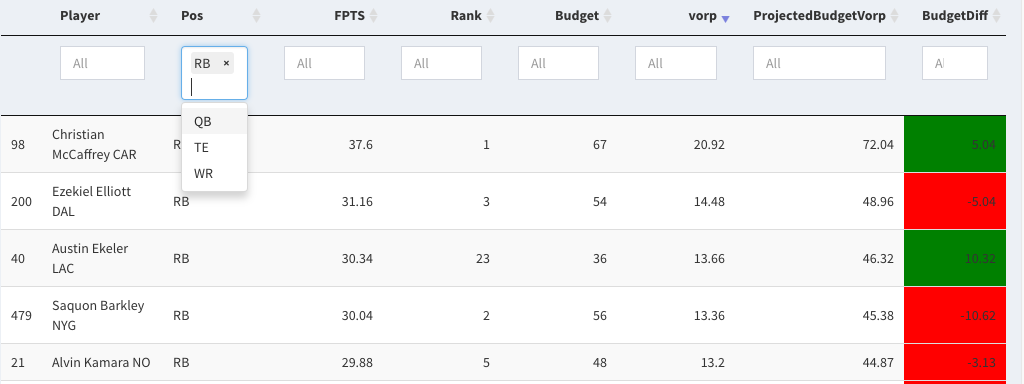 Player Pos FPTS Rank Budget vorp ProjectedBudgetVorp BudgetDiff
All RB × All All All All All Al
QB
TE
WR
98 Christian McCaffrey CAR R 37.6 1 67 20.92 72.04 5.04
200 Ezekiel Elliott DAL RB 31.16 3 54 14.48 48.96 -5.04
40 Austin Ekeler LAC RB 30.34 23 36 13.66 46.32 10.32
479 Saquon Barkley NYG RB 30.04 2 56 13.36 45.38 -10.62
21 Alvin Kamara NO RB 29.88 5 48 13.2 44.87 -3.13